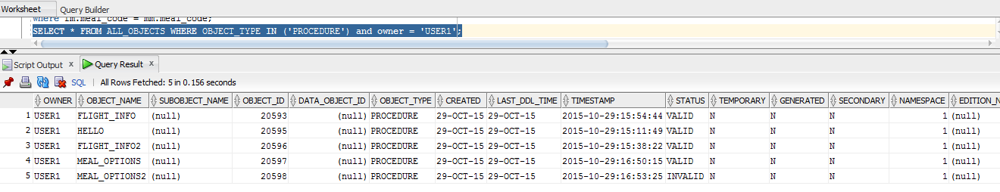 Worksheet Query Builder
where fm.meal_code = mm.meal_code;
SELECT * FROM ALL_OBJECTS WHERE OBJECT_TYPE IN ('PROCEDURE') and owner = 'USER1';
Script Output x Query Result x
SQL | All Rows Fetched: 5 in 0.156 seconds
OWNER OBJECT_NAME SUBOBJECT_NAME OBJECT_ID DATA_OBJECT_ID OBJECT_TYPE CREATED LAST_DDL_TIME TIMESTAMP STATUS TEMPORARY GENERATED SECONDARY NAMESPACE EDITION_N
1 USER1 FLIGHT_INFO (null) 20593 (null) PROCEDURE 29-OCT-15 29-OCT-15 2015-10-29:15:54:44 VALID N N N 1 (null)
2 USER1 HELLO (null) 20595 (null) PROCEDURE 29-OCT-15 29-OCT-15 2015-10-29:15:11:49 VALID N N N 1 (null)
3 USER1 FLIGHT_INFO2 (null) 20596 (null) PROCEDURE 29-OCT-15 29-OCT-15 2015-10-29:15:38:22 VALID N N N 1 (null)
4 USER1 MEAL_OPTIONS (null) 20597 (null) PROCEDURE 29-OCT-15 29-OCT-15 2015-10-29:16:50:15 VALID N N N 1 (null)
5 USER1 MEAL_OPTIONS2 (null) 20598 (null) PROCEDURE 29-OCT-15 29-OCT-15 2015-10-29:16:53:25 INVALID N N N 1 (null)